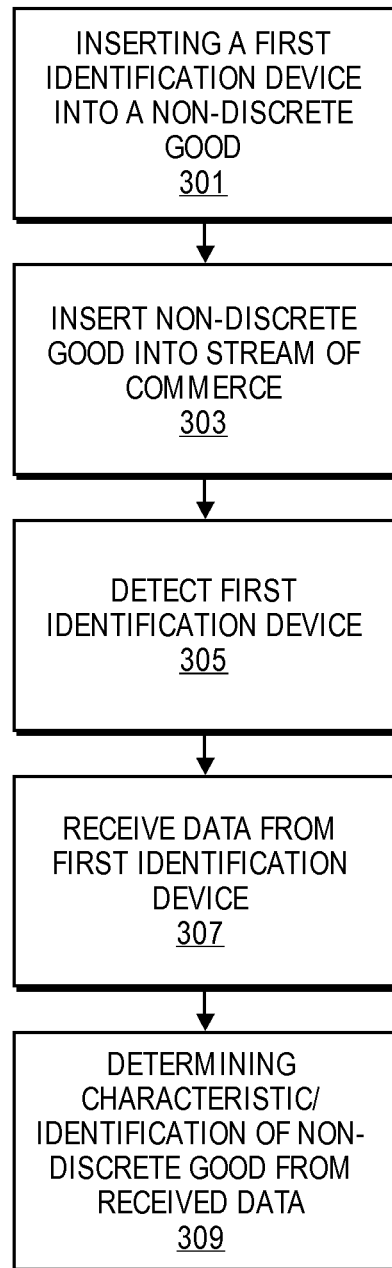 INSERTING A FIRST
IDENTIFICATION DEVICE
INTO A NON-DISCRETE
GOOD
301
INSERT NON-DISCRETE
GOOD INTO STREAM OF
COMMERCE
303
DETECT FIRST
IDENTIFICATION DEVICE
305
RECEIVE DATA FROM
FIRST IDENTIFICATION
DEVICE
307
DETERMINING
CHARACTERISTIC/
IDENTIFICATION OF NON-
DISCRETE GOOD FROM
RECEIVED DATA
309